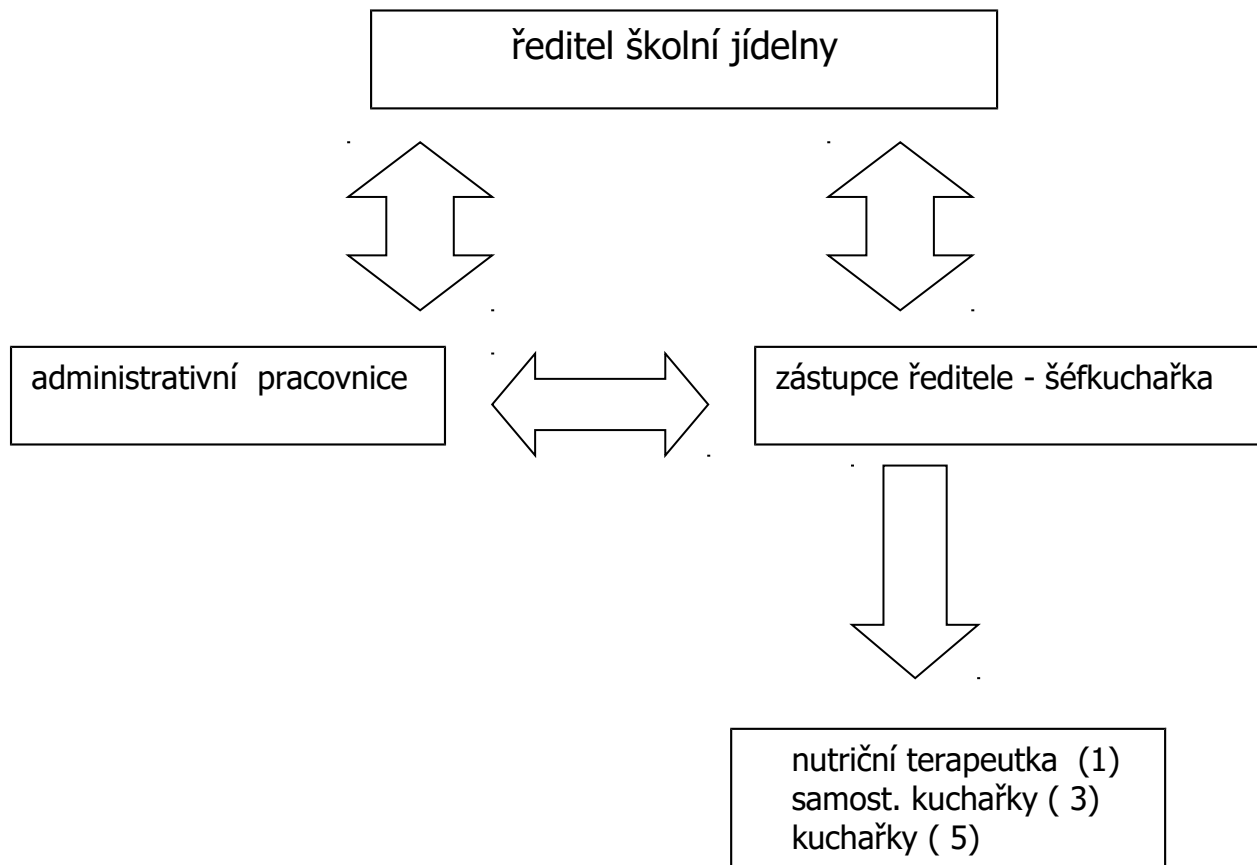 ředitel školní jídelny
administrativní  pracovnice
zástupce ředitele - šéfkuchařka
nutriční terapeutka  (1)
samost. kuchařky ( 3)
kuchařky ( 5)